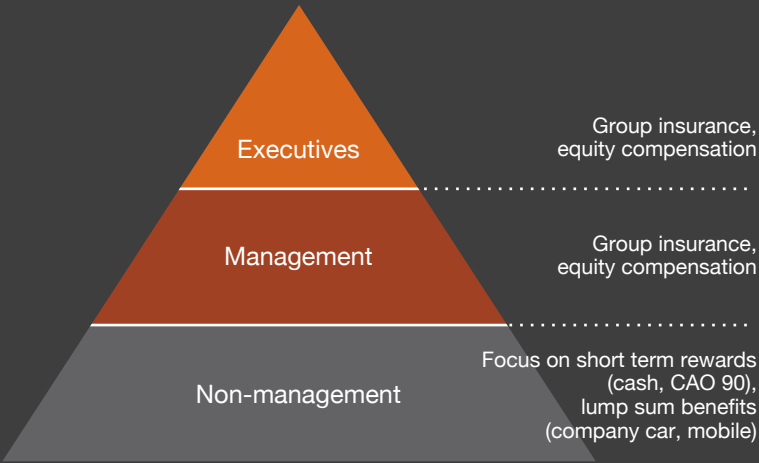 Executives
Group insurance,
equity compensation
Management
Group insurance,
equity compensation
Non-management
Focus on short term rewards
(cash, CAO 90),
lump sum benefits
(company car, mobile)